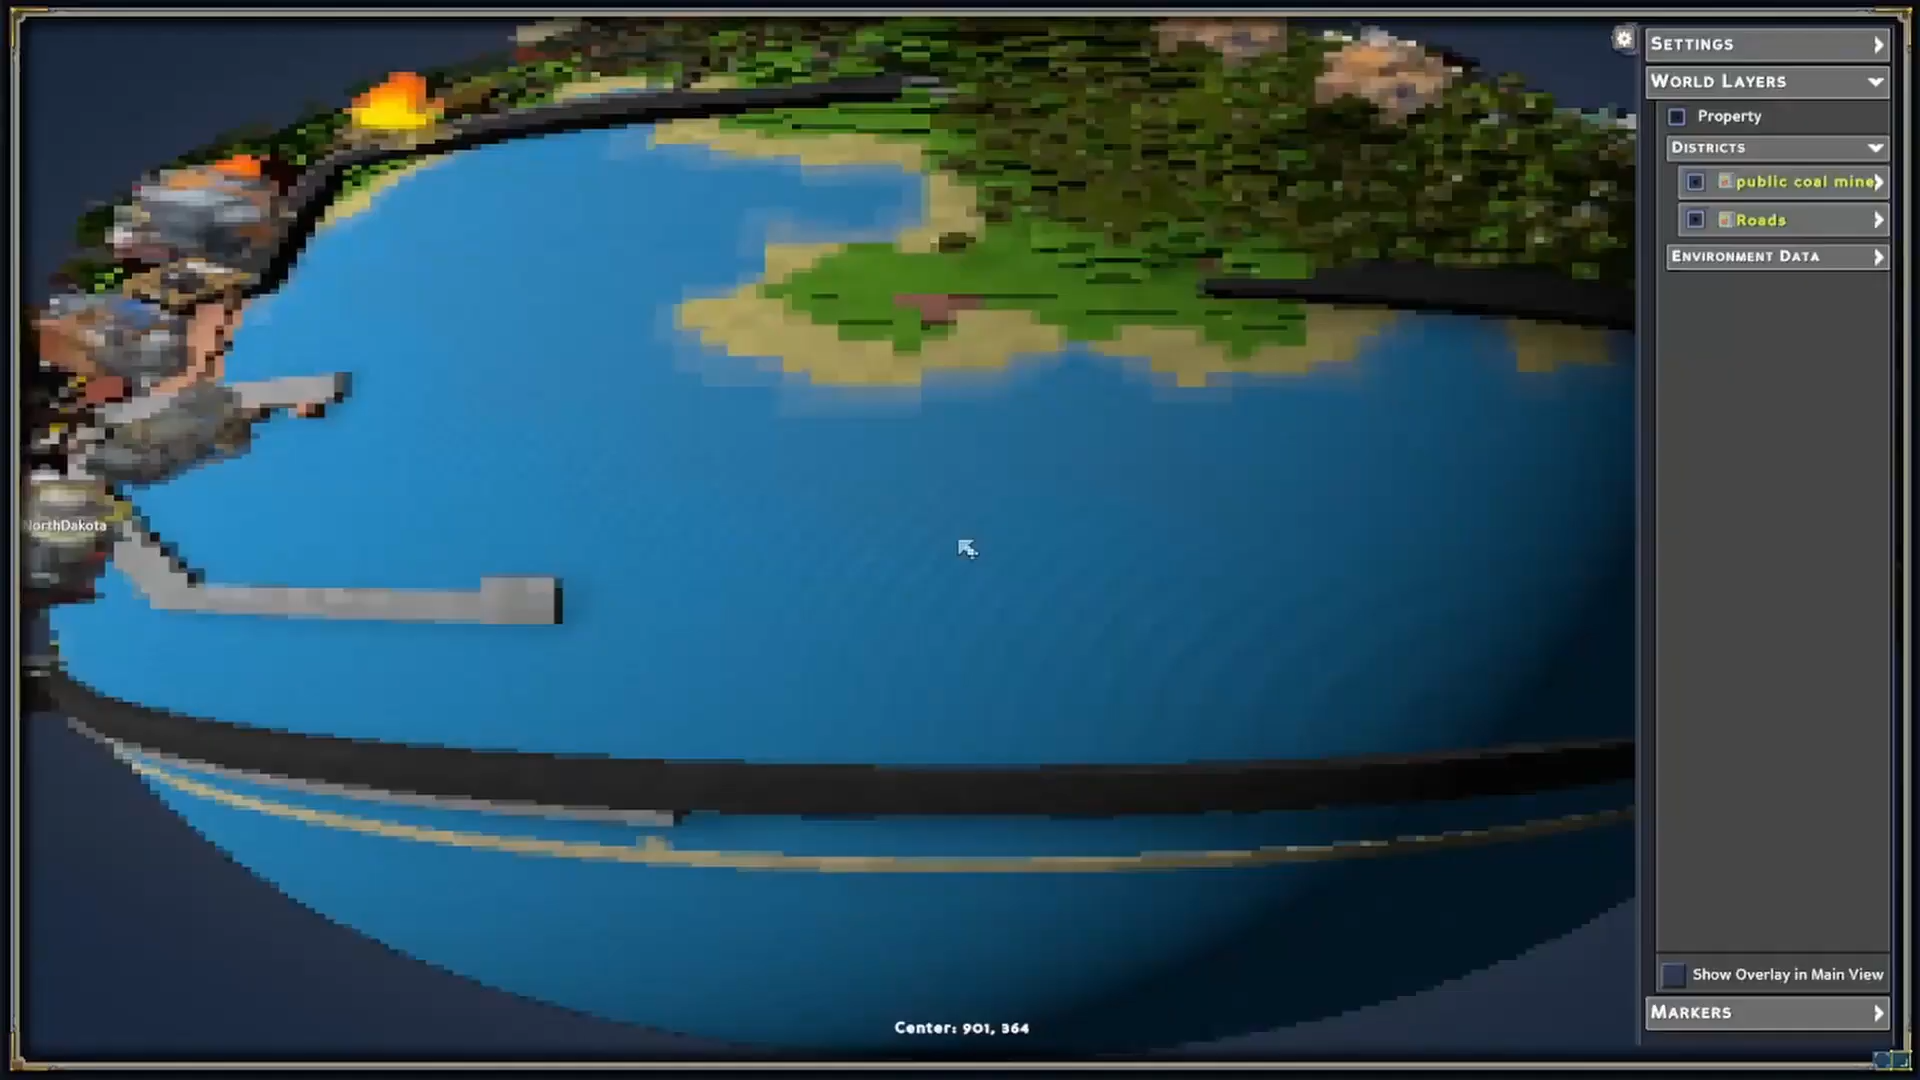 SETTINGS
WORLD LAYERS
Property
DISTRICTS
public coal mine
Roads
ENVIRONMENT DATA
NorthDakota
Show Overlay in Main View
MARKERS
Center: 901, 364